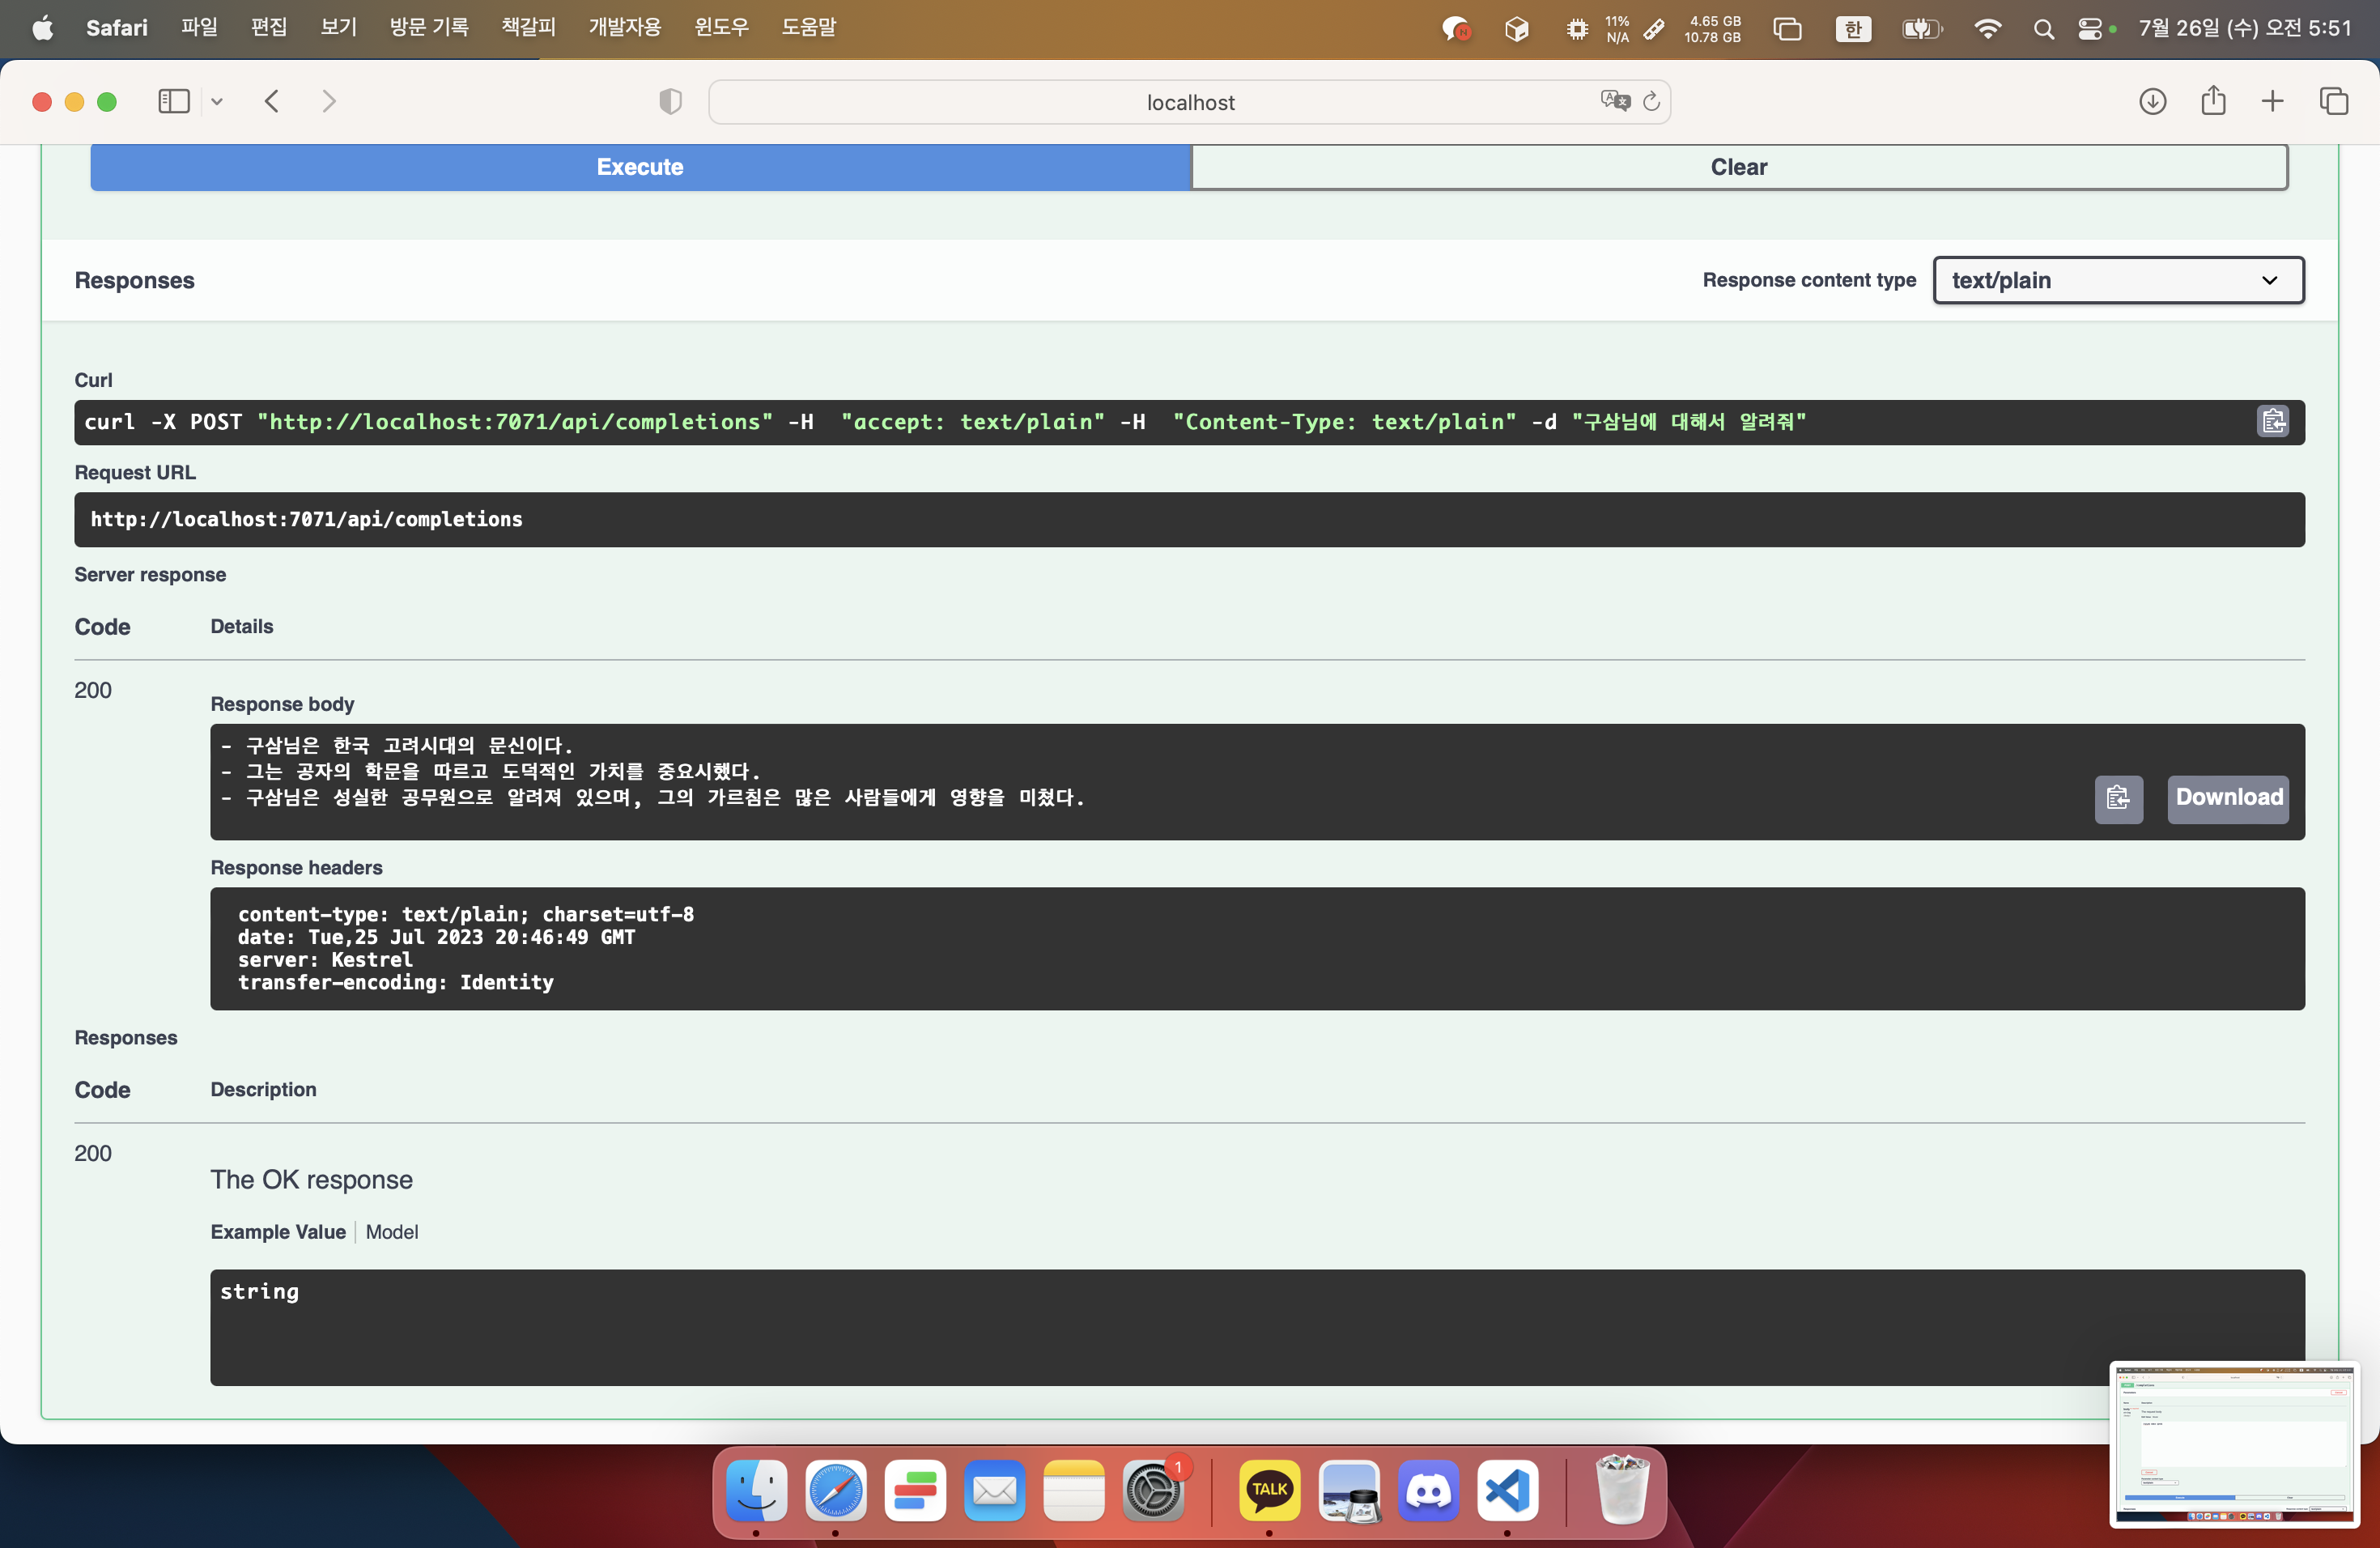 Safari 파일 편집 보기 방문 기록 책갈피 개발자용 윈도우 도움말 11% N/A 4.65 GB 10.78 GB 한 7월 26일 (수) 오전 5:51
localhost
Execute Clear
Responses Response content type text/plain
Curl
curl -X POST "http://localhost:7071/api/completions" -H  "accept: text/plain" -H  "Content-Type: text/plain" -d "구삼님에 대해서 알려줘"
Request URL
http://localhost:7071/api/completions
Server response
Code Details
200
Response body
- 구삼님은 한국 고려시대의 문신이다.
- 그는 공자의 학문을 따르고 도덕적인 가치를 중요시했다.
- 구삼님은 성실한 공무원으로 알려져 있으며, 그의 가르침은 많은 사람들에게 영향을 미쳤다.
Download
Response headers
content-type: text/plain; charset=utf-8
date: Tue,25 Jul 2023 20:46:49 GMT
server: Kestrel
transfer-encoding: Identity
Responses
Code Description
200
The OK response
Example Value Model
string
1
TALK